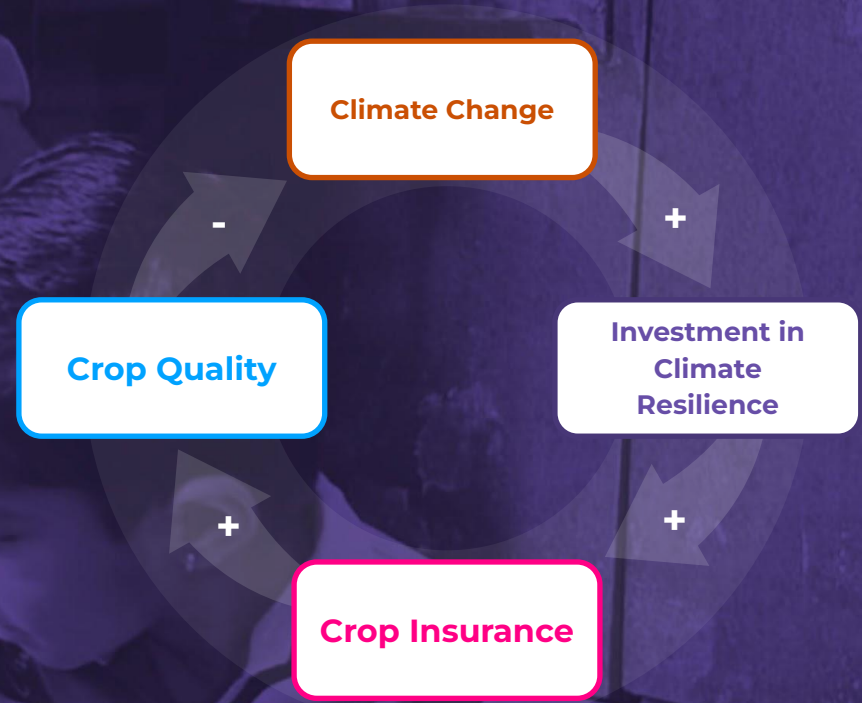 Climate Change
-
+
Crop Quality
Investment in
Climate
Resilience
+
+
Crop Insurance